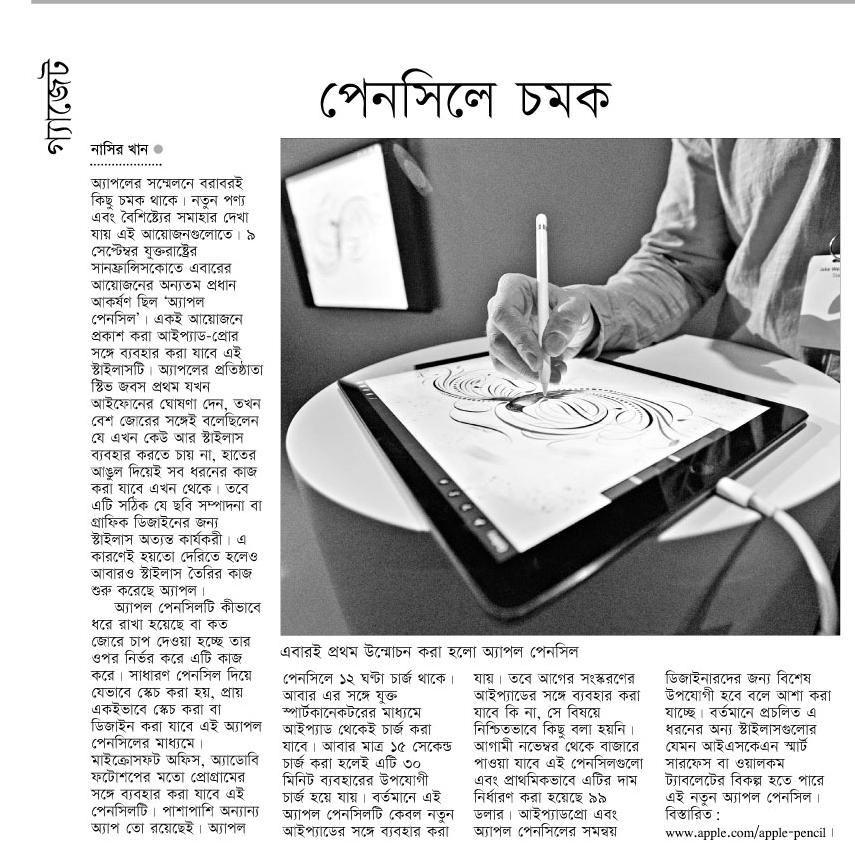 গ্যাজেট
পেনসিলে চমক
নাসির খান
অ্যাপলের সম্মেলনে বরাবরই
কিছু চমক থাকে। নতুন পণ্য
এবং বৈশিষ্ট্যের সমাহার দেখা
যায় এই আয়োজনগুলোতে। ৯
সেপ্টেম্বর যুক্তরাষ্ট্রের
সানফ্রান্সিসকোতে এবারের
আয়োজনের অন্যতম প্রধান
আকর্ষণ ছিল ‘অ্যাপল
পেনসিল’। একই আয়োজনে
প্রকাশ করা আইপ্যাড-প্রোর
সঙ্গে ব্যবহার করা যাবে এই
স্টাইলাসটি। অ্যাপলের প্রতিষ্ঠাতা
স্টিভ জবস প্রথম যখন
আইফোনের ঘোষণা দেন, তখন
বেশ জোরের সঙ্গেই বলেছিলেন
যে এখন কেউ আর স্টাইলাস
ব্যবহার করতে চায় না, হাতের
আঙুল দিয়েই সব ধরনের কাজ
করা যাবে এখন থেকে। তবে
এটি সঠিক যে ছবি সম্পাদনা বা
গ্রাফিক ডিজাইনের জন্য
স্টাইলাস অত্যন্ত কার্যকরী। এ
কারণেই হয়তো দেরিতে হলেও
আবারও স্টাইলাস তৈরির কাজ
শুরু করেছে অ্যাপল।
অ্যাপল পেনসিলটি কীভাবে
ধরে রাখা হয়েছে বা কত
জোরে চাপ দেওয়া হচ্ছে তার
ওপর নির্ভর করে এটি কাজ
করে। সাধারণ পেনসিল দিয়ে
যেভাবে স্কেচ করা হয়, প্রায়
একইভাবে স্কেচ করা বা
ডিজাইন করা যাবে এই অ্যাপল
পেনসিলের মাধ্যমে।
মাইক্রোসফট অফিস, অ্যাডোবি
ফটোশপের মতো প্রোগ্রামের
সঙ্গে ব্যবহার করা যাবে এই
পেনসিলটি। পাশাপাশি অন্যান্য
অ্যাপ তো রয়েছেই। অ্যাপল
এবারই প্রথম উন্মোচন করা হলো অ্যাপল পেনসিল
পেনসিলে ১২ ঘণ্টা চার্জ থাকে।
আবার এর সঙ্গে যুক্ত
স্পার্টকানেকটরের মাধ্যমে
আইপ্যাড থেকেই চার্জ করা
যাবে। আবার মাত্র ১৫ সেকেন্ড
চার্জ করা হলেই এটি ৩০
মিনিট ব্যবহারের উপযোগী
চার্জ হয়ে যায়। বর্তমানে এই
অ্যাপল পেনসিলটি কেবল নতুন
আইপ্যাডের সঙ্গে ব্যবহার করা
যায়। তবে আগের সংস্করণের
আইপ্যাডের সঙ্গে ব্যবহার করা
যাবে কি না, সে বিষয়ে
নিশ্চিতভাবে কিছু বলা হয়নি।
আগামী নভেম্বর থেকে বাজারে
পাওয়া যাবে এই পেনসিলগুলো
এবং প্রাথমিকভাবে এটির দাম
নির্ধারণ করা হয়েছে ৯৯
ডলার। আইপ্যাডপ্রো এবং
অ্যাপল পেনসিলের সমন্বয়
ডিজাইনারদের জন্য বিশেষ
উপযোগী হবে বলে আশা করা
যাচ্ছে। বর্তমানে প্রচলিত এ
ধরনের অন্য স্টাইলাসগুলোর
যেমন আইএসকেএন স্মার্ট
সারফেস বা ওয়ালকম
ট্যাবলেটের বিকল্প হতে পারে
এই নতুন অ্যাপল পেনসিল।
বিস্তারিত :
www.apple.com/apple-pencil।